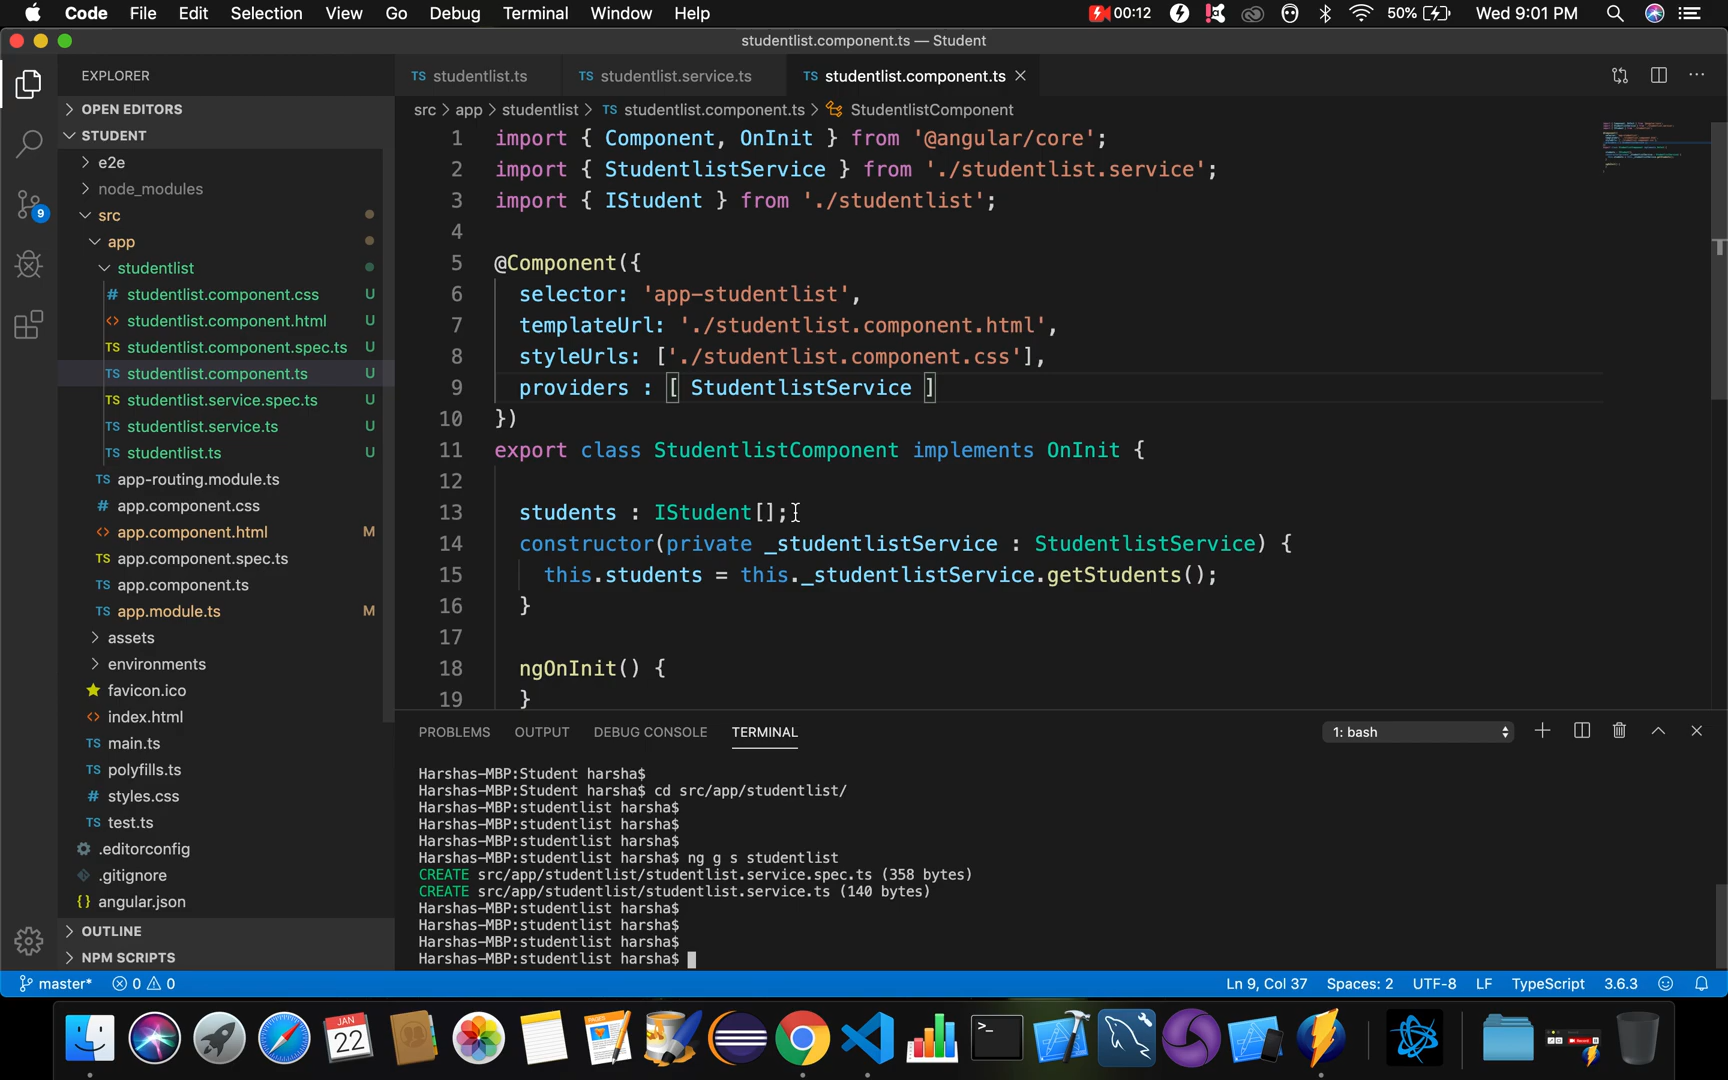 Code File Edit Selection View Go Debug Terminal Window Help 00:12 50% Wed 9:01 PM
studentlist.component.ts — Student
EXPLORER
TS studentlist.ts TS studentlist.service.ts TS studentlist.component.ts
src > app > studentlist > TS studentlist.component.ts > StudentlistComponent
OPEN EDITORS
STUDENT
e2e
node_modules
src
app
studentlist
# studentlist.component.css U
<> studentlist.component.html U
TS studentlist.component.spec.ts U
TS studentlist.component.ts U
TS studentlist.service.spec.ts U
TS studentlist.service.ts U
TS studentlist.ts U
TS app-routing.module.ts
# app.component.css
<> app.component.html M
TS app.component.spec.ts
TS app.component.ts
TS app.module.ts M
assets
environments
favicon.ico
<> index.html
TS main.ts
TS polyfills.ts
# styles.css
TS test.ts
.editorconfig
.gitignore
{} angular.json
OUTLINE
NPM SCRIPTS
9
1 import { Component, OnInit } from '@angular/core';
2 import { StudentlistService } from './studentlist.service';
3 import { IStudent } from './studentlist';
4
5 @Component({
6 selector: 'app-studentlist',
7 templateUrl: './studentlist.component.html',
8 styleUrls: ['./studentlist.component.css'],
9 providers : [ StudentlistService ]
10 })
11 export class StudentlistComponent implements OnInit {
12
13 students : IStudent[];
14 constructor(private _studentlistService : StudentlistService) {
15 this.students = this._studentlistService.getStudents();
16 }
17
18 ngOnInit() {
19 }
PROBLEMS OUTPUT DEBUG CONSOLE TERMINAL 1: bash
Harshas-MBP:Student harsha$
Harshas-MBP:Student harsha$ cd src/app/studentlist/
Harshas-MBP:studentlist harsha$
Harshas-MBP:studentlist harsha$
Harshas-MBP:studentlist harsha$
Harshas-MBP:studentlist harsha$ ng g s studentlist
CREATE src/app/studentlist/studentlist.service.spec.ts (358 bytes)
CREATE src/app/studentlist/studentlist.service.ts (140 bytes)
Harshas-MBP:studentlist harsha$
Harshas-MBP:studentlist harsha$
Harshas-MBP:studentlist harsha$
Harshas-MBP:studentlist harsha$
master* 0 0 Ln 9, Col 37 Spaces: 2 UTF-8 LF TypeScript 3.6.3
JAN
22